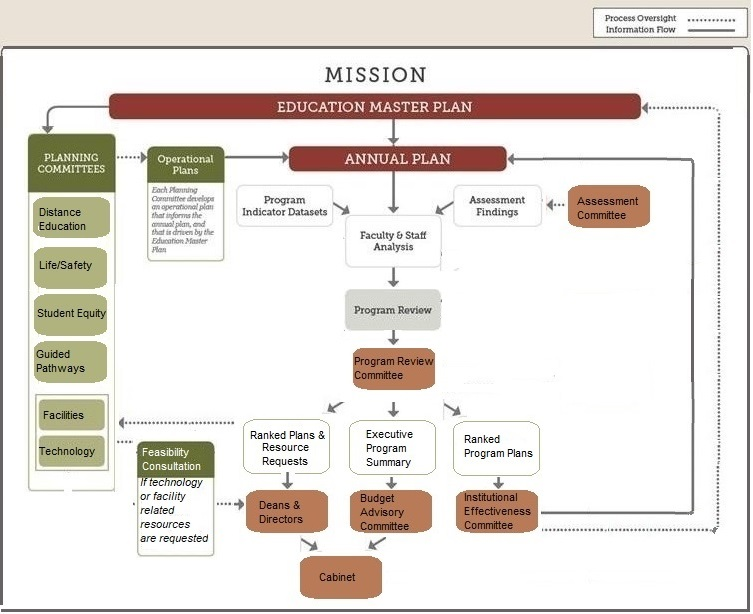 Process Oversight
Information Flow
MISSION
EDUCATION MASTER PLAN
PLANNING
COMMITTEES
Operational
Plans
Each Planning
Committee develops
an operational plan
that informs the
annual plan, and
that is driven by the
Education Master
Plan
ANNUAL PLAN
Program
Indicator Datasets
Assessment
Findings
Assessment
Committee
Distance
Education
Faculty & Staff
Analysis
Life/Safety
Student Equity
Program Review
Guided
Pathways
Program Review
Committee
Facilities
Technology
Feasibility
Consultation
If technology
or facility
related
resources
are requested
Ranked Plans &
Resource
Requests
Executive
Program
Summary
Ranked
Program Plans
Deans &
Directors
Budget
Advisory
Committee
Institutional
Effectiveness
Committee
Cabinet